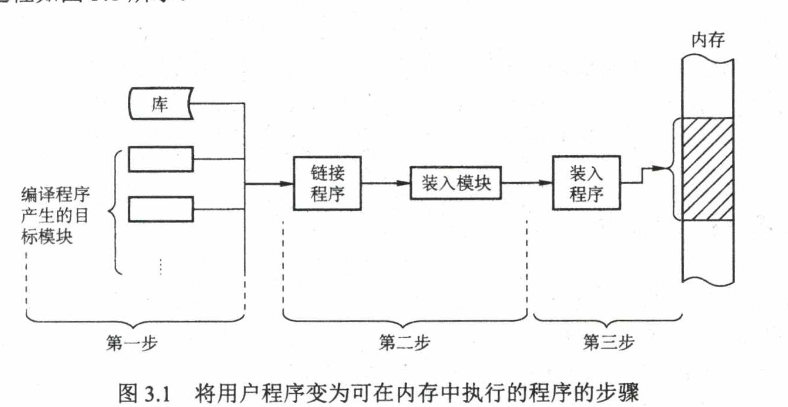 内存
库
编译程序
产生的目
标模块
链接
程序
装入模块
装入
程序
第一步
第二步
第三步
图 3.1 将用户程序变为可在内存中执行的程序的步骤